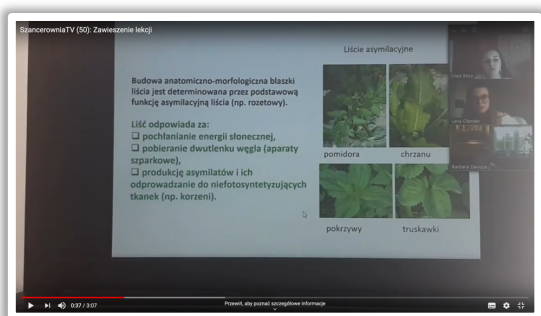 SzancerowniaTV (50): Zawieszenie lekcji
Liście asymilacyjne
Budowa anatomiczno-morfologiczna blaszki
liścia jest determinowana przez podstawową
funkcję asymilacyjną liścia (np. rozetowy).
Liść odpowiada za:
❑ pochłanianie energii słonecznej,
❑ pobieranie dwutlenku węgla (aparaty
szparkowe),
❑ produkcję asymilatów i ich
odprowadzanie do niefotosyntetyzujących
tkanek (np. korzeni).
pomidora
chrzanu
pokrzywy
truskawki
0:37 / 3:07
Przewiń, aby poznać szczegółowe informacje